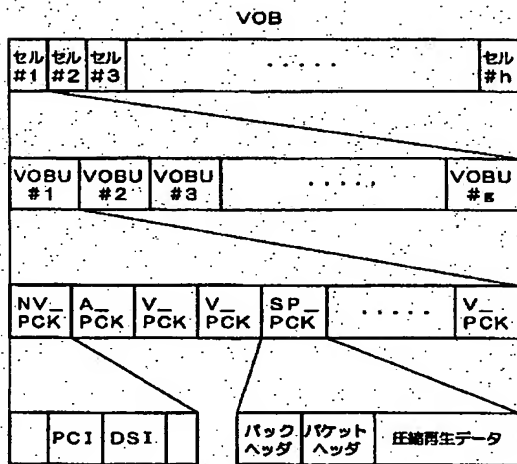 VOB
セル セル セル ..... セル
#1 #2 #3 #h
VOBU VOBU VOBU ..... VOBU
#1 #2 #3 #g
NV_ A_ V_ V_ SP_ ..... V_
PCK PCK PCK PCK PCK PCK
PCI DSI パック パケット 圧縮再生データ
ヘッダ ヘッダ